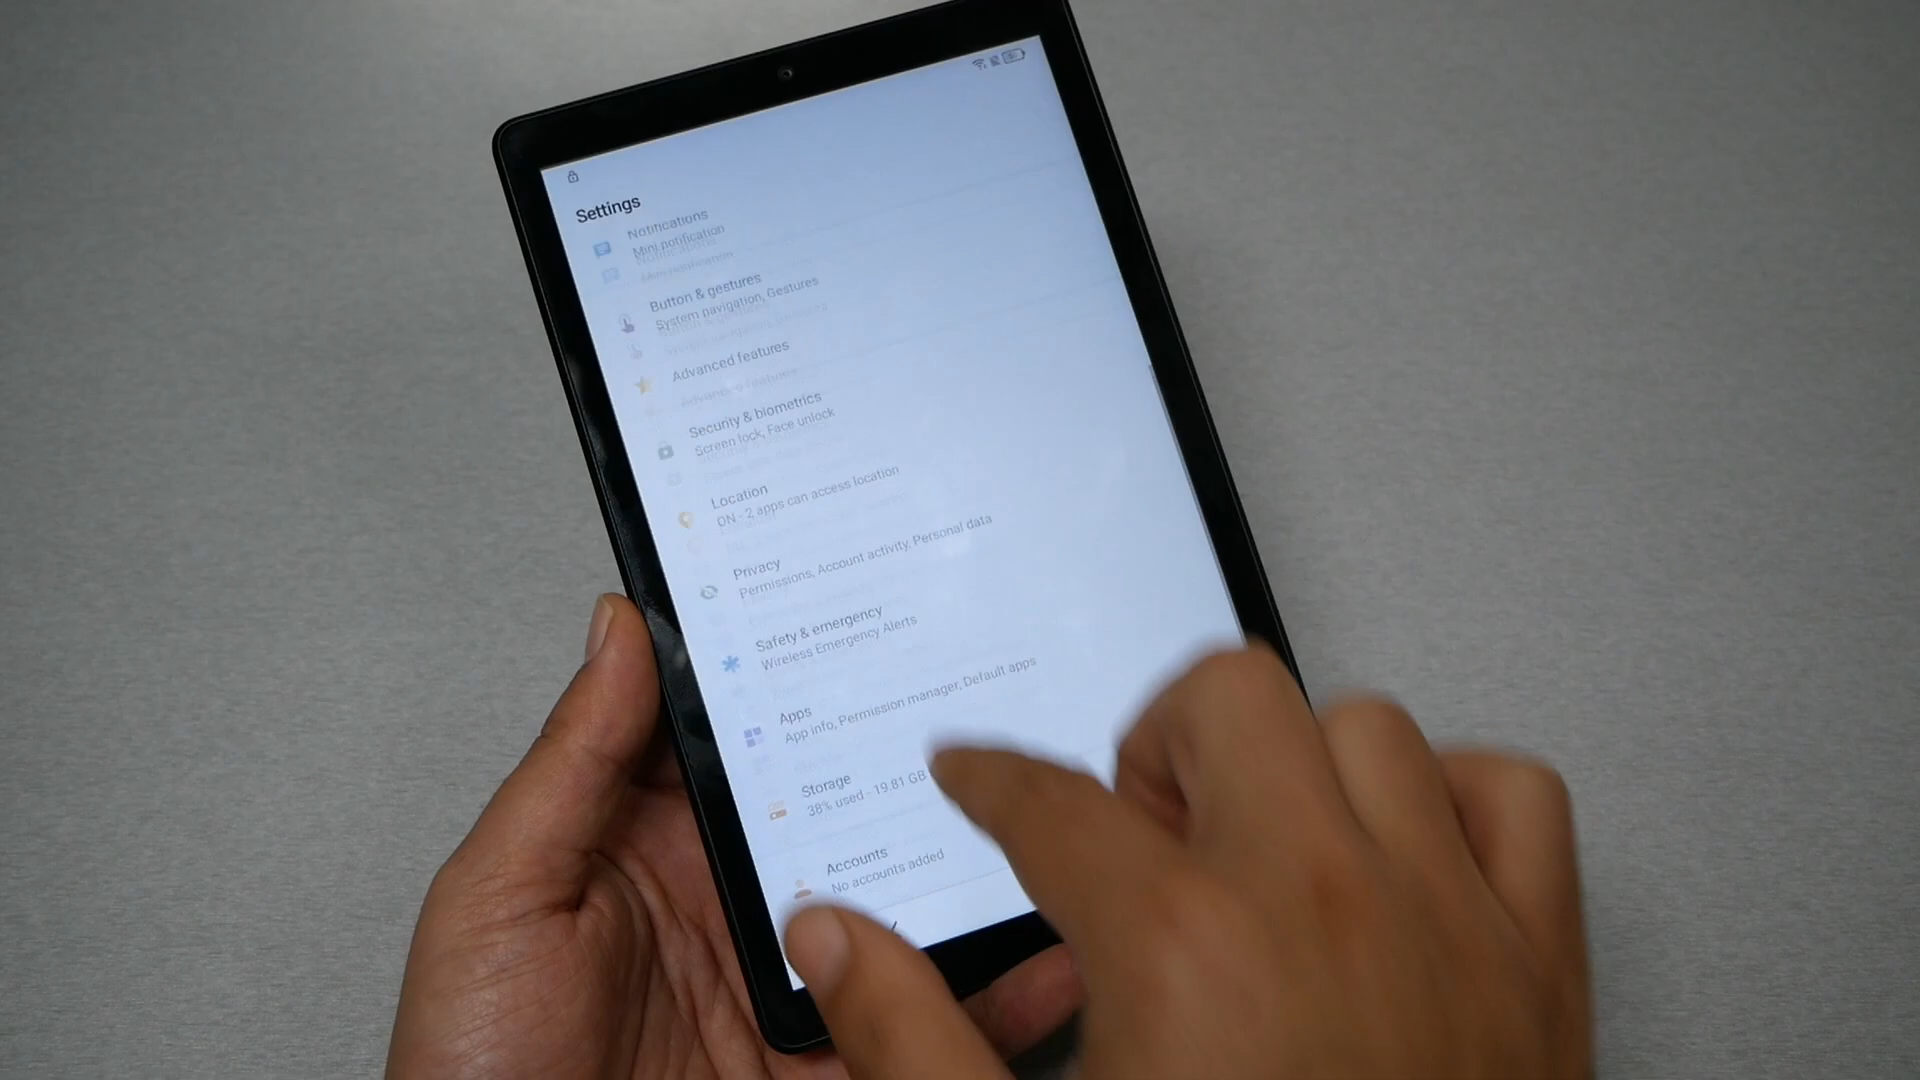 Settings
Notifications
Mini notification
Button & gestures
System navigation, Gestures
Advanced features
Security & biometrics
Screen lock, Face unlock
Location
ON - 2 apps can access location
Privacy
Permissions, Account activity, Personal data
Safety & emergency
Wireless Emergency Alerts
Apps
App info, Permission manager, Default apps
Storage
38% used - 19.81 GB
Accounts
No accounts added